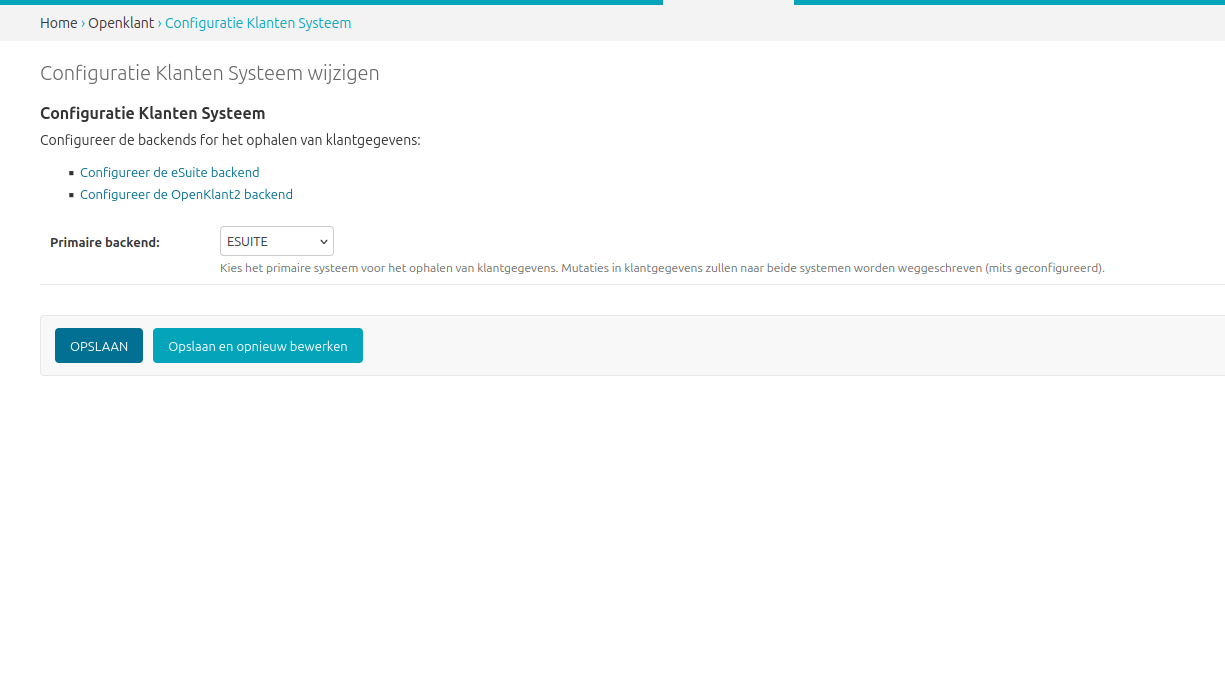 Home › Openklant › Configuratie Klanten Systeem
Configuratie Klanten Systeem wijzigen
Configuratie Klanten Systeem
Configureer de backends for het ophalen van klantgegevens:
Configureer de eSuite backend
Configureer de OpenKlant2 backend
Primaire backend: ESUITE
Kies het primaire systeem voor het ophalen van klantgegevens. Mutaties in klantgegevens zullen naar beide systemen worden weggeschreven (mits geconfigureerd).
OPSLAAN Opslaan en opnieuw bewerken